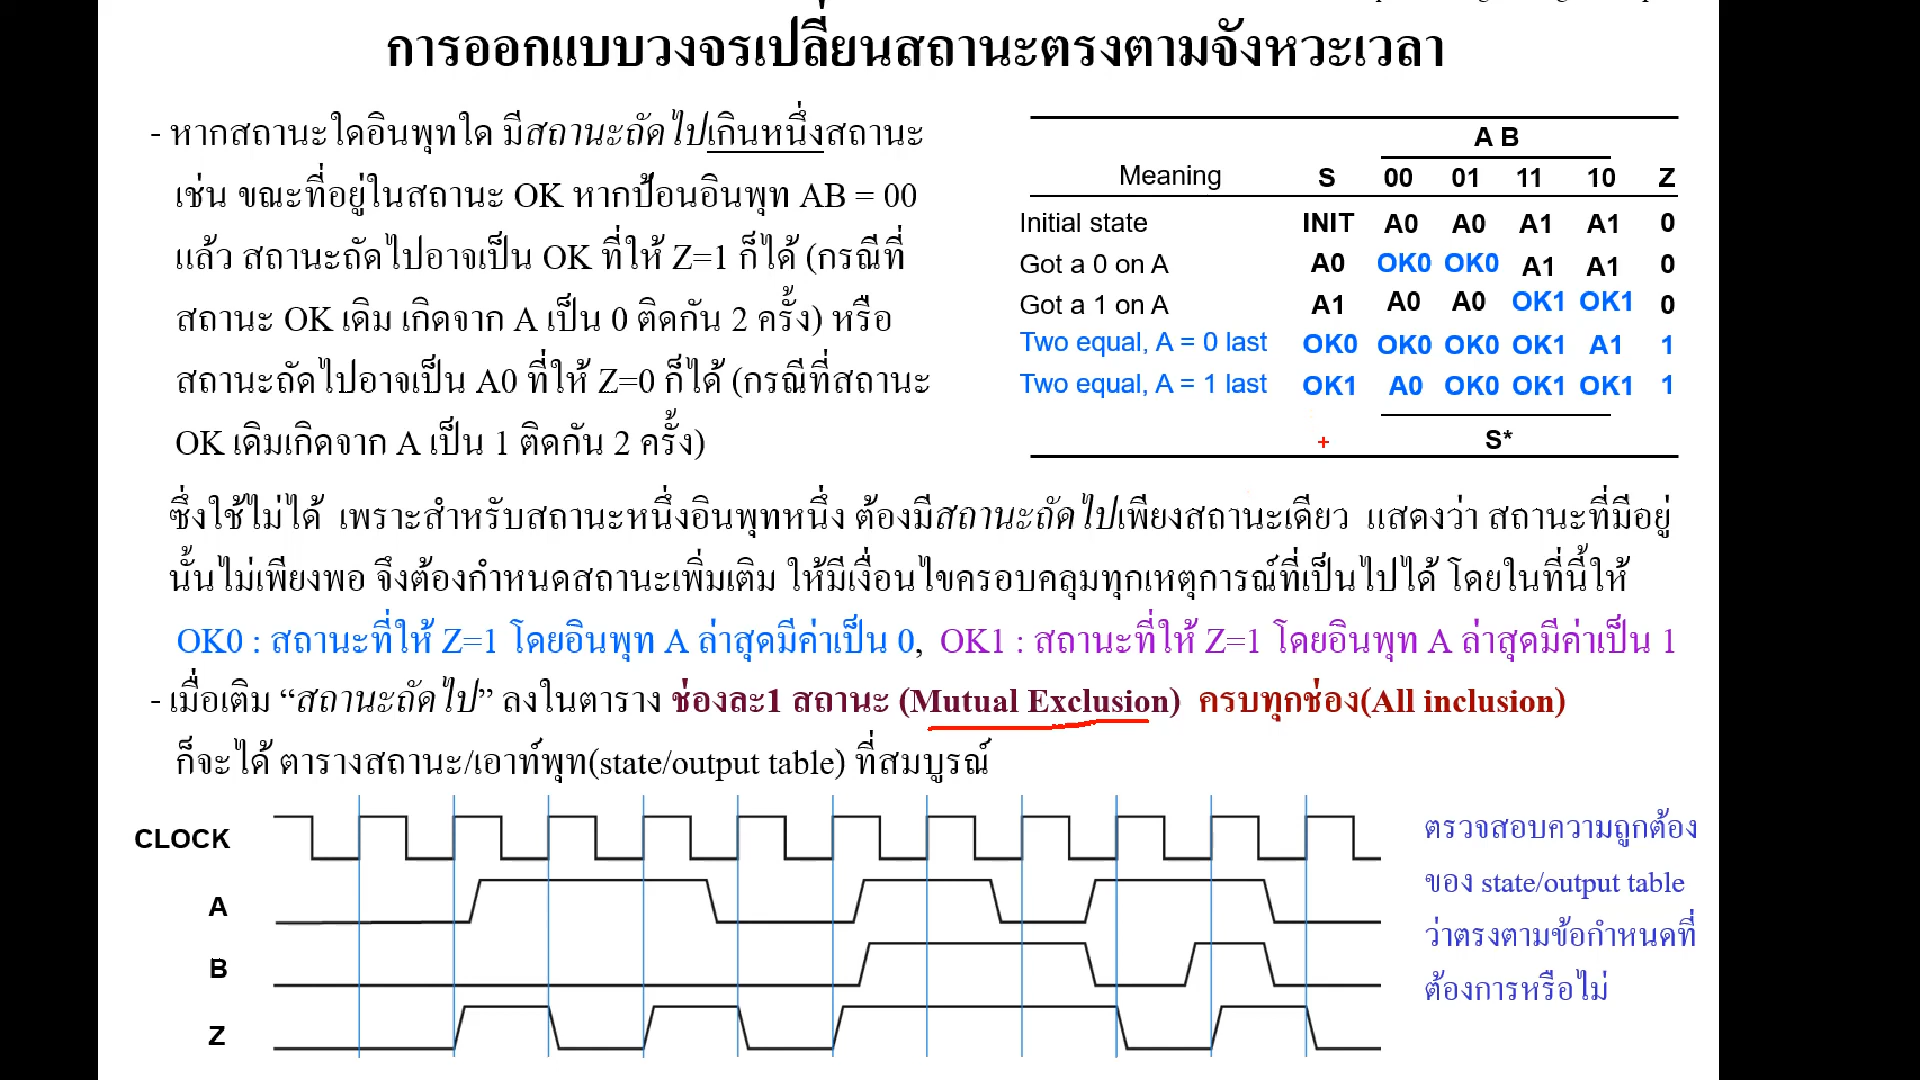 การออกแบบวงจรเปลี่ยนสถานะตรงตามจังหวะเวลา
- หากสถานะใดอินพุทใด มีสถานะถัดไปเกินหนึ่งสถานะ
เช่น ขณะที่อยู่ในสถานะ OK หากป้อนอินพุท AB = 00
แล้ว สถานะถัดไปอาจเป็น OK ที่ให้ Z=1 ก็ได้ (กรณีที่
สถานะ OK เดิม เกิดจาก A เป็น 0 ติดกัน 2 ครั้ง) หรือ
สถานะถัดไปอาจเป็น A0 ที่ให้ Z=0 ก็ได้ (กรณีที่สถานะ
OK เดิมเกิดจาก A เป็น 1 ติดกัน 2 ครั้ง)
A B
Meaning S 00 01 11 10 Z
Initial state INIT A0 A0 A1 A1 0
Got a 0 on A A0 OK0 OK0 A1 A1 0
Got a 1 on A A1 A0 A0 OK1 OK1 0
Two equal, A = 0 last OK0 OK0 OK0 OK1 A1 1
Two equal, A = 1 last OK1 A0 OK0 OK1 OK1 1
S*
ซึ่งใช้ไม่ได้ เพราะสำหรับสถานะหนึ่งอินพุทหนึ่ง ต้องมีสถานะถัดไปเพียงสถานะเดียว แสดงว่า สถานะที่มีอยู่
นั้นไม่เพียงพอ จึงต้องกำหนดสถานะเพิ่มเติม ให้มีเงื่อนไขครอบคลุมทุกเหตุการณ์ที่เป็นไปได้ โดยในที่นี้ให้
OK0 : สถานะที่ให้ Z=1 โดยอินพุท A ล่าสุดมีค่าเป็น 0, OK1 : สถานะที่ให้ Z=1 โดยอินพุท A ล่าสุดมีค่าเป็น 1
- เมื่อเติม “สถานะถัดไป” ลงในตาราง ช่องละ1 สถานะ (Mutual Exclusion) ครบทุกช่อง(All inclusion)
ก็จะได้ ตารางสถานะ/เอาท์พุท(state/output table) ที่สมบูรณ์
CLOCK
A
B
Z
ตรวจสอบความถูกต้อง
ของ state/output table
ว่าตรงตามข้อกำหนดที่
ต้องการหรือไม่